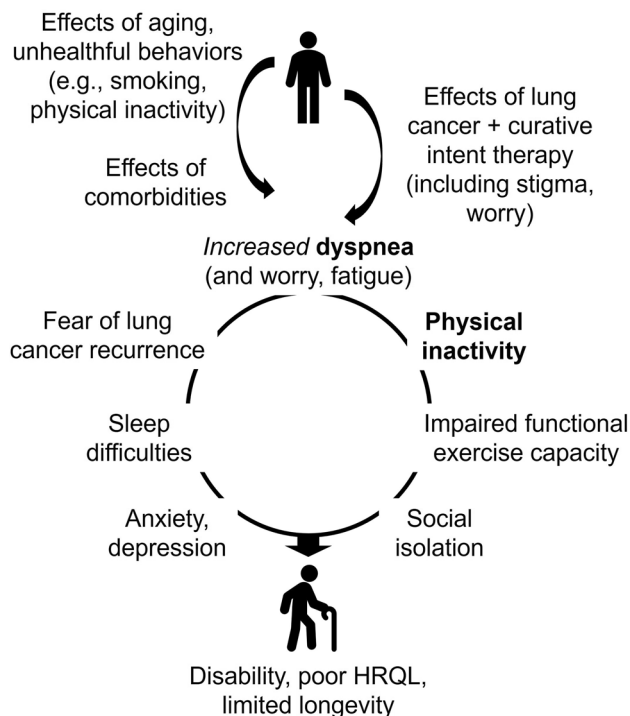 Effects of aging,
unhealthful behaviors
(e.g., smoking,
physical inactivity)
Effects of
comorbidities
Effects of lung
cancer + curative
intent therapy
(including stigma,
worry)
Increased dyspnea
(and worry, fatigue)
Fear of lung
cancer recurrence
Physical
inactivity
Sleep
difficulties
Impaired functional
exercise capacity
Anxiety,
depression
Social
isolation
Disability, poor HRQL,
limited longevity